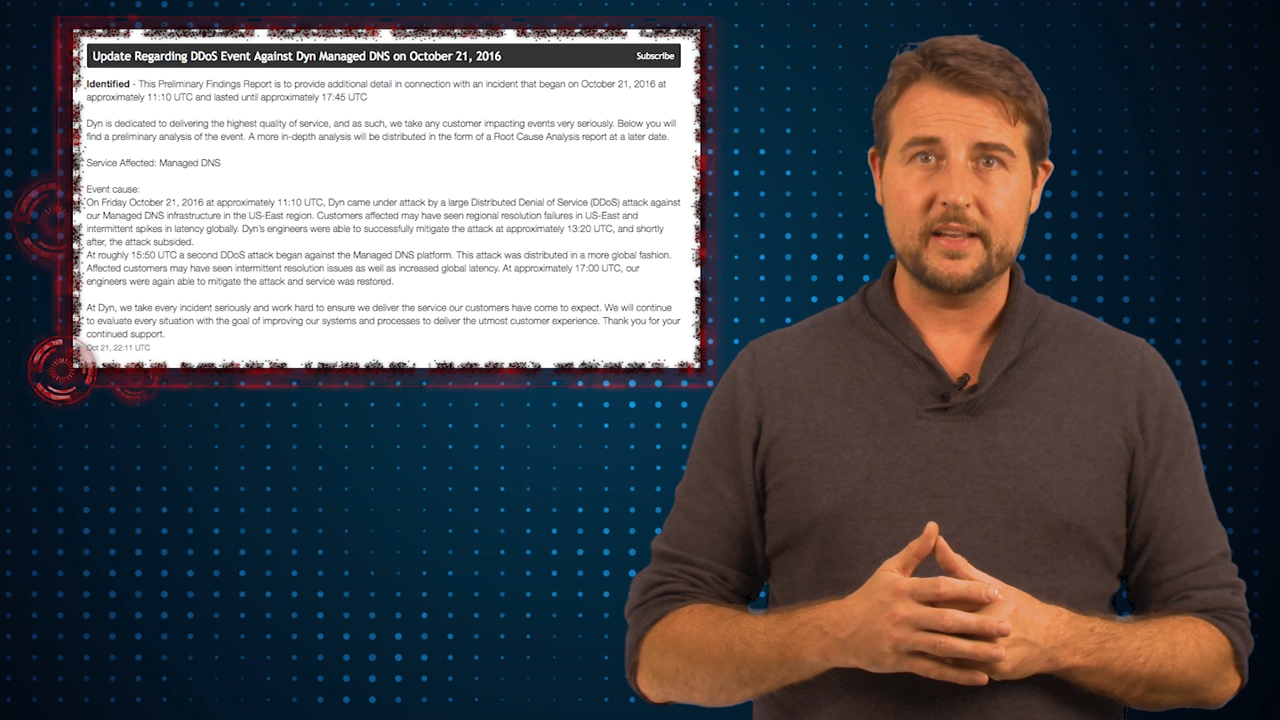 Update Regarding DDoS Event Against Dyn Managed DNS on October 21, 2016 Subscribe
Identified - This Preliminary Findings Report is to provide additional detail in connection with an incident that began on October 21, 2016 at
approximately 11:10 UTC and lasted until approximately 17:45 UTC
Dyn is dedicated to delivering the highest quality of service, and as such, we take any customer impacting events very seriously. Below you will
find a preliminary analysis of the event. A more in-depth analysis will be distributed in the form of a Root Cause Analysis report at a later date.
Service Affected: Managed DNS
Event cause:
On Friday October 21, 2016 at approximately 11:10 UTC, Dyn came under attack by a large Distributed Denial of Service (DDoS) attack against
our Managed DNS infrastructure in the US-East region. Customers affected may have seen regional resolution failures in US-East and
intermittent spikes in latency globally. Dyn's engineers were able to successfully mitigate the attack at approximately 13:20 UTC, and shortly
after, the attack subsided.
At roughly 15:50 UTC a second DDoS attack began against the Managed DNS platform. This attack was distributed in a more global fashion.
Affected customers may have seen intermittent resolution issues as well as increased global latency. At approximately 17:00 UTC, our
engineers were again able to mitigate the attack and service was restored.
At Dyn, we take every incident seriously and work hard to ensure we deliver the service our customers have come to expect. We will continue
to evaluate every situation with the goal of improving our systems and processes to deliver the utmost customer experience. Thank you for your
continued support.
Oct 21, 22:11 UTC